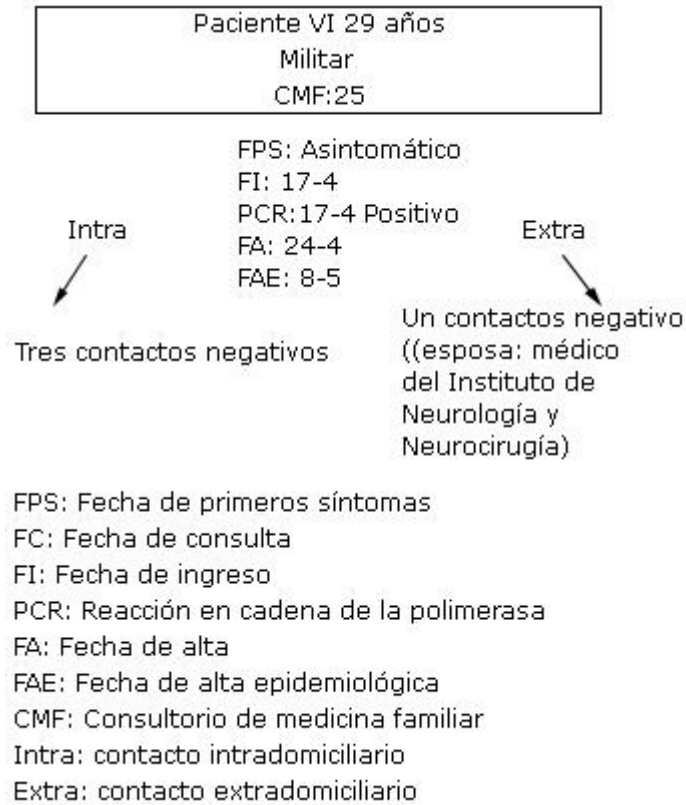 Paciente VI 29 años
Militar
CMF:25
FPS: Asintomático
FI: 17-4
PCR:17-4 Positivo
FA: 24-4
FAE: 8-5
Intra
Extra
Tres contactos negativos
Un contactos negativo
((esposa: médico
del Instituto de
Neurología y
Neurocirugía)
FPS: Fecha de primeros síntomas
FC: Fecha de consulta
FI: Fecha de ingreso
PCR: Reacción en cadena de la polimerasa
FA: Fecha de alta
FAE: Fecha de alta epidemiológica
CMF: Consultorio de medicina familiar
Intra: contacto intradomiciliario
Extra: contacto extradomiciliario